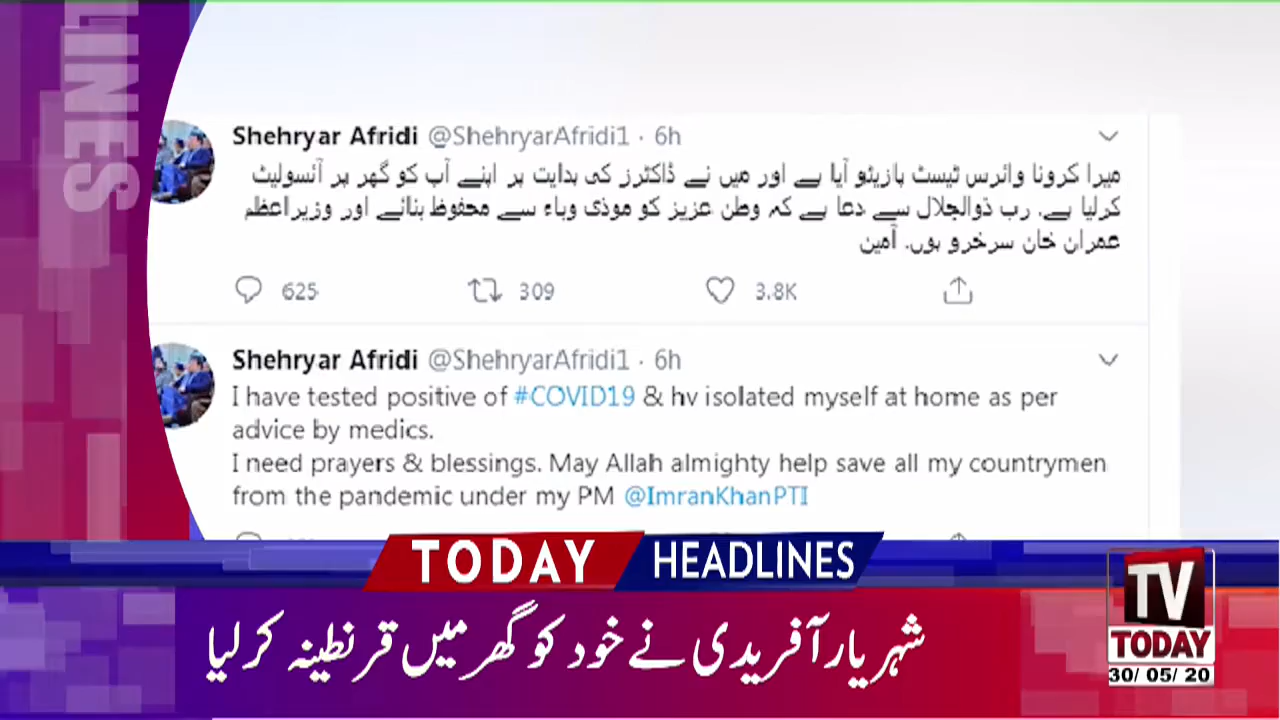 LINES
Shehryar Afridi @ShehryarAfridi1 · 6h
میرا کرونا وائرس ٹیسٹ پازیٹو آیا ہے اور میں نے ڈاکٹرز کی ہدایت پر اپنے آپ کو گھر پر آئسولیٹ
کرلیا ہے. رب ذوالجلال سے دعا ہے کہ وطن عزیز کو موذی وباء سے محفوظ بنائے اور وزیراعظم
عمران خان سرخرو ہوں. آمین
625 309 3.8K
Shehryar Afridi @ShehryarAfridi1 · 6h
I have tested positive of #COVID19 & hv isolated myself at home as per
advice by medics.
I need prayers & blessings. May Allah almighty help save all my countrymen
from the pandemic under my PM @ImranKhanPTI
TODAY HEADLINES
شہریار آفریدی نے خود کو گھر میں قرنطینہ کرلیا
TV
TODAY
30/ 05/ 20